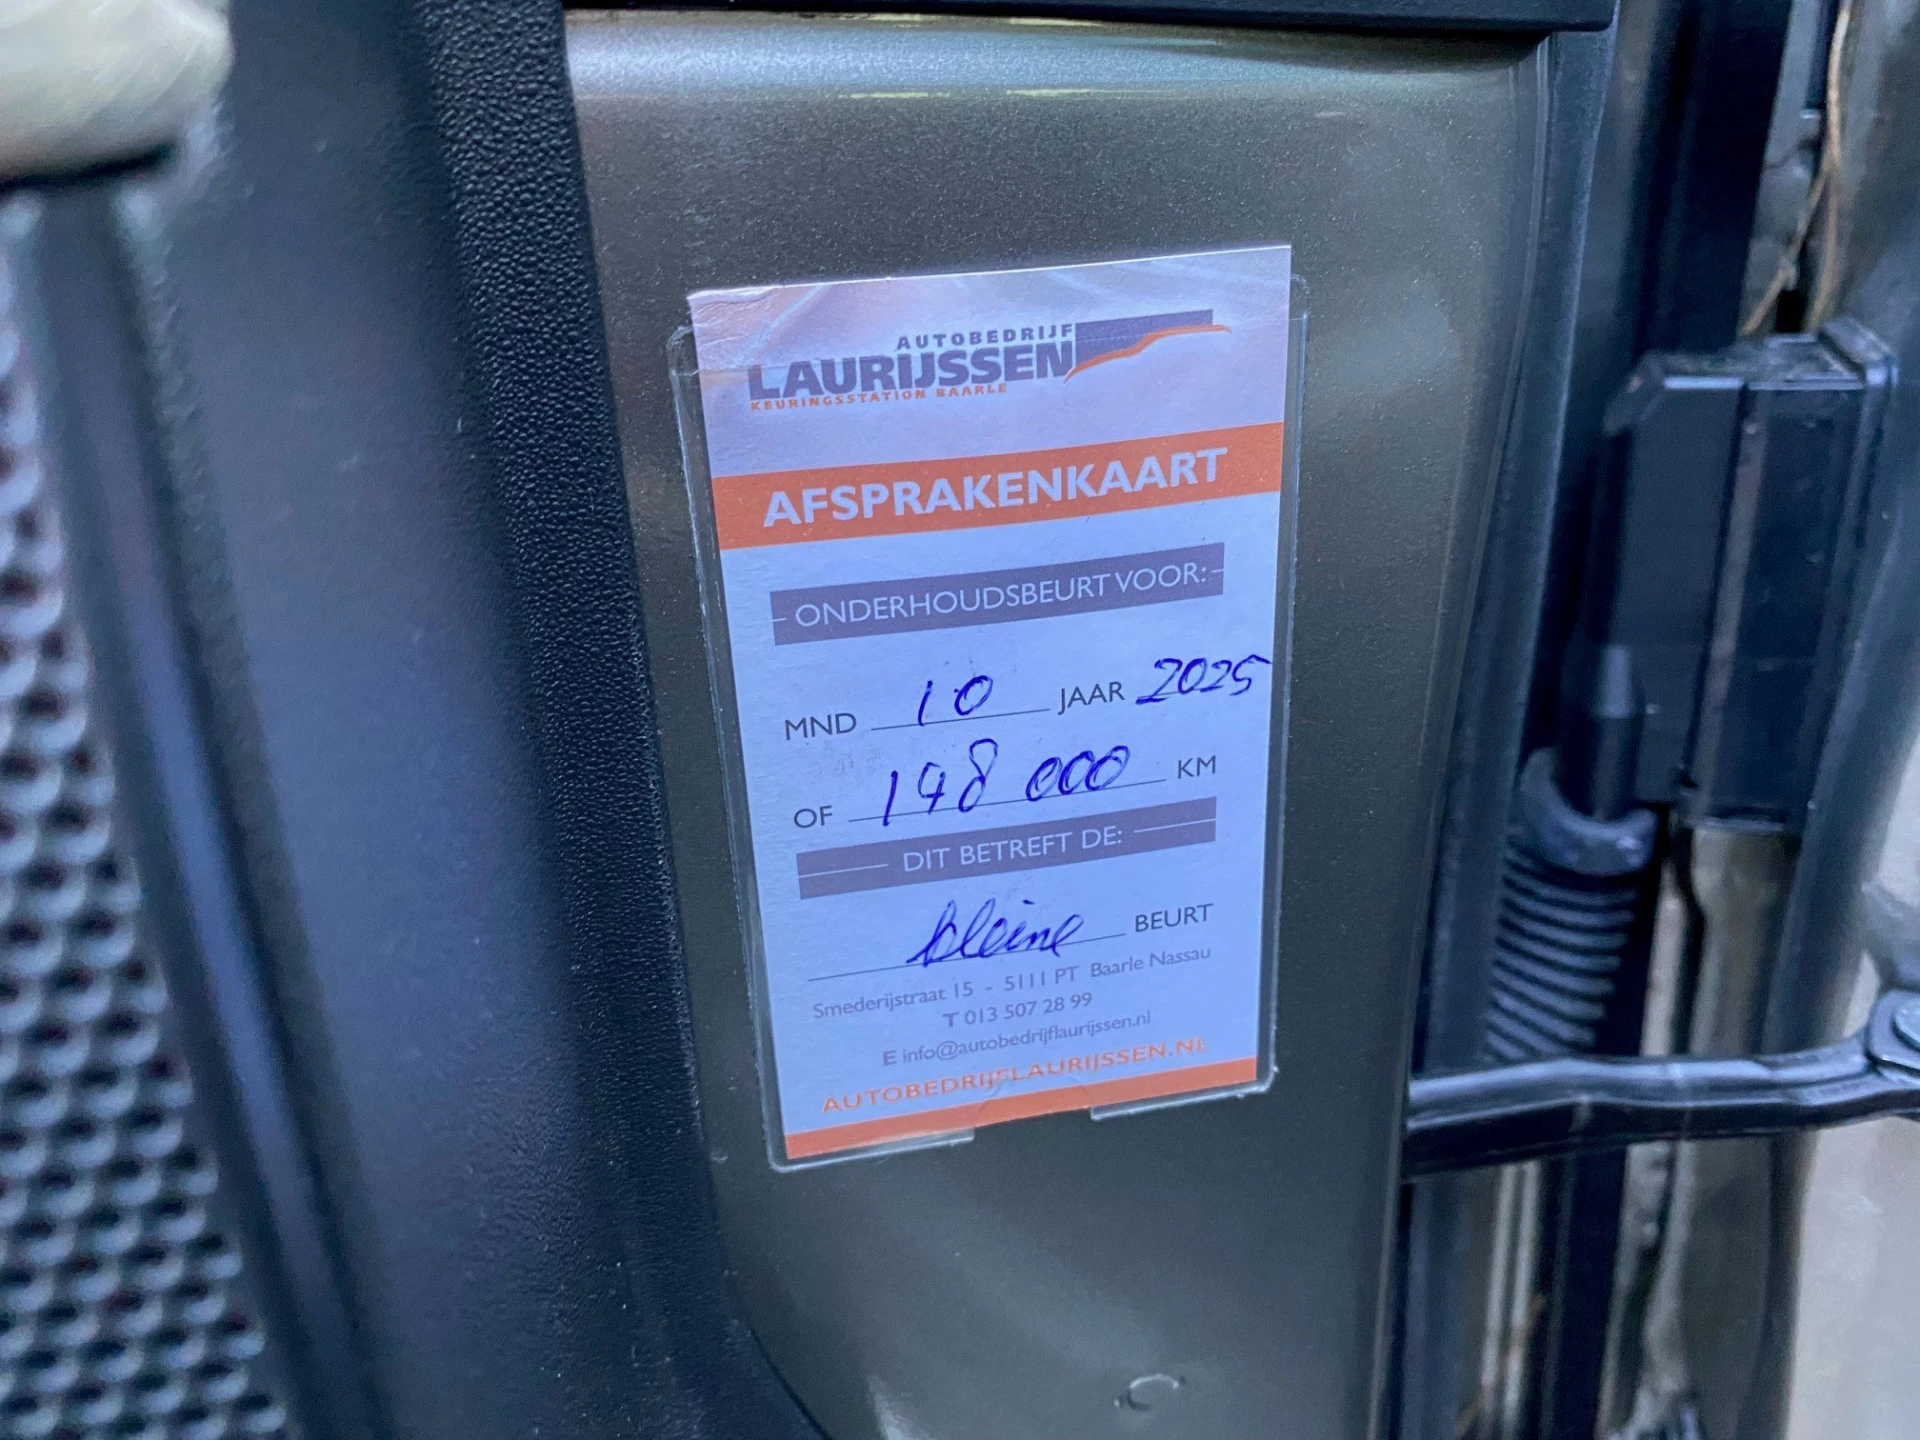 AUTOBEDRIJF
LAURIJSSEN
KEURINGSSTATION BAARLE
AFSPRAKENKAART
ONDERHOUDSBEURT VOOR:
MND 10 JAAR 2025
OF 148 000 KM
DIT BETREFT DE:
kleine BEURT
Smederijstraat 15 - 5111 PT Baarle Nassau
T 013 507 28 99
E info@autobedrijflaurijssen.nl
AUTOBEDRIJFLAURIJSSEN.NL